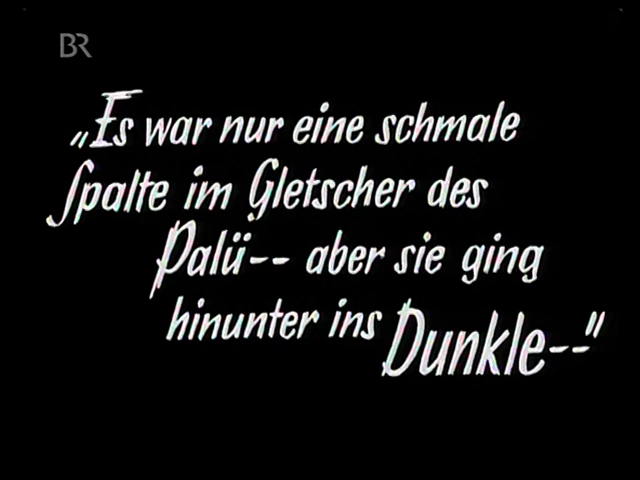 BR
„Es war nur eine schmale
Spalte im Gletscher des
Palü-- aber sie ging
hinunter ins Dunkle--"